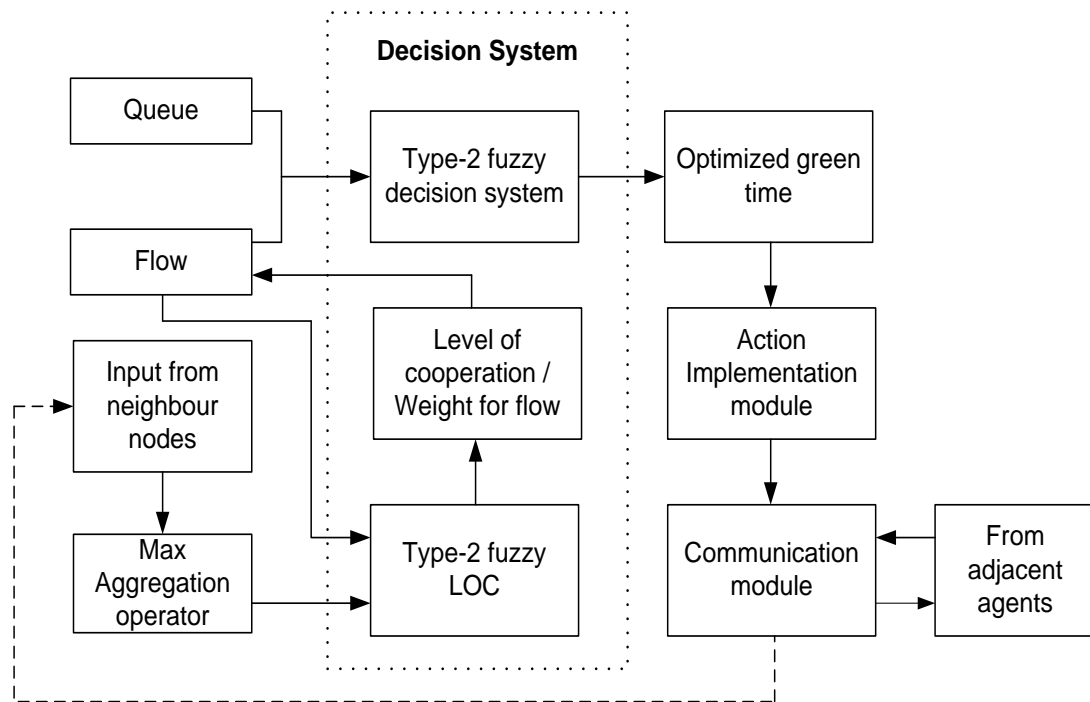 Decision System
Queue
Type-2 fuzzy
decision system
Optimized green
time
Flow
Level of
cooperation /
Weight for flow
Action
Implementation
module
Input from
neighbour
nodes
Max
Aggregation
operator
Type-2 fuzzy
LOC
Communication
module
From
adjacent
agents